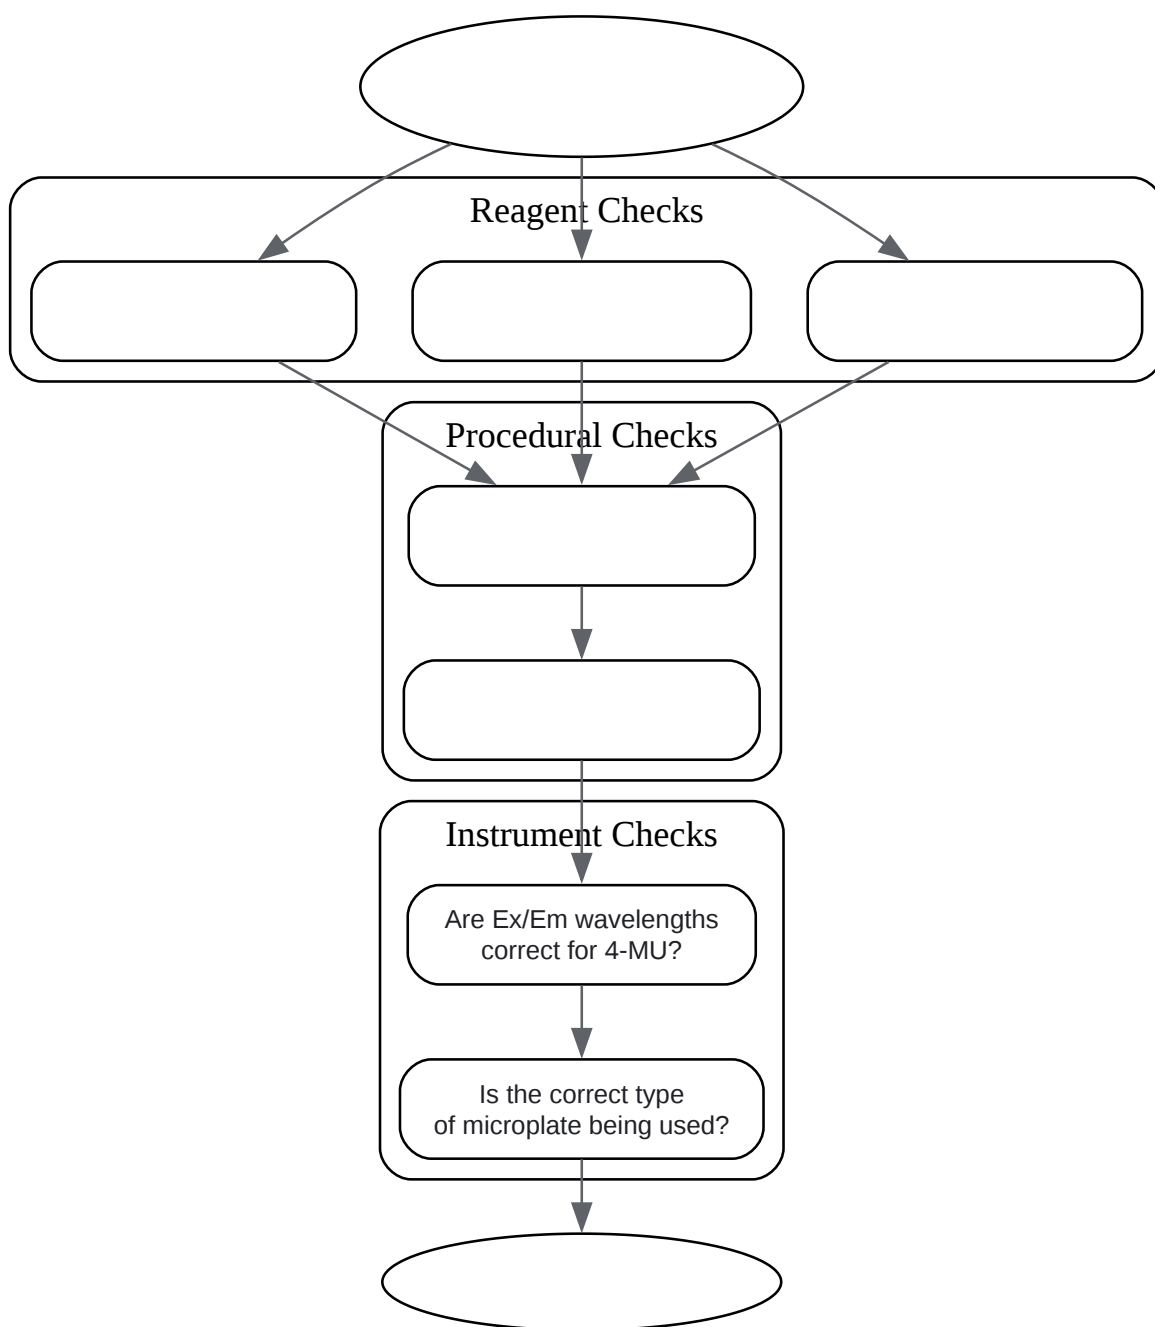 Reagent Checks
Procedural Checks
Instrument Checks
Are Ex/Em wavelengths
correct for 4-MU?
Is the correct type
of microplate being used?